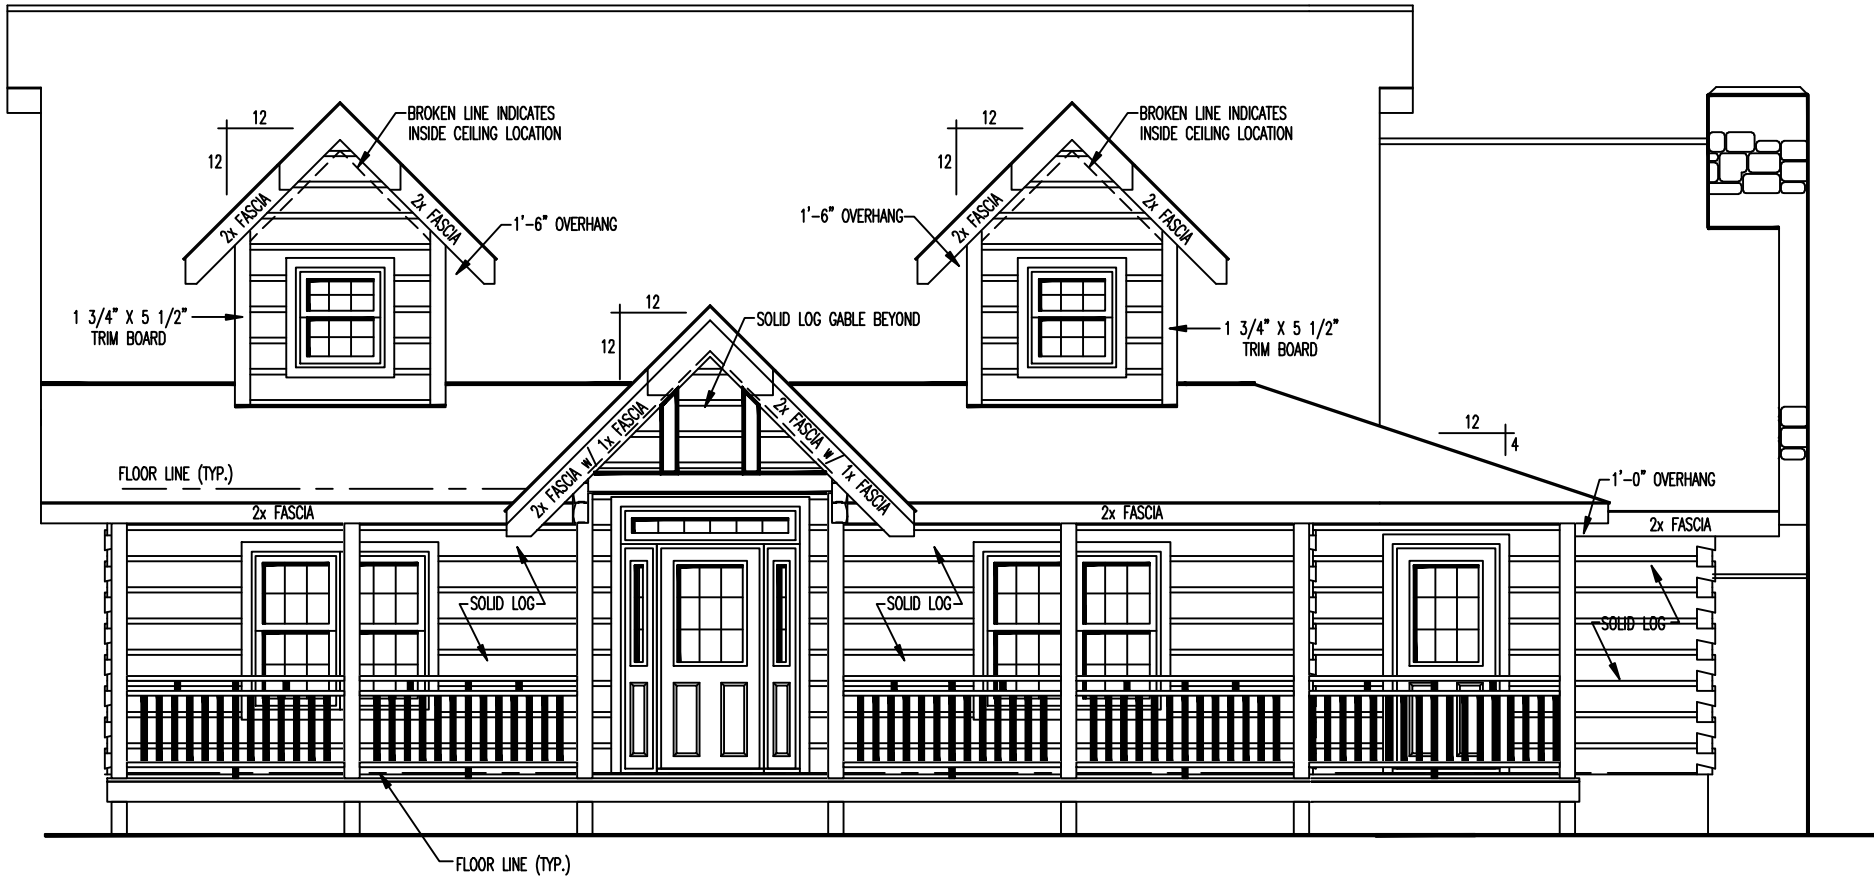 12
12
BROKEN LINE INDICATES
INSIDE CEILING LOCATION
2x FASCIA
2x FASCIA
1'-6" OVERHANG
1 3/4" X 5 1/2"
TRIM BOARD
12
12
BROKEN LINE INDICATES
INSIDE CEILING LOCATION
1'-6" OVERHANG
2x FASCIA
2x FASCIA
1 3/4" X 5 1/2"
TRIM BOARD
12
12
SOLID LOG GABLE BEYOND
2x FASCIA w/ 1x FASCIA
2x FASCIA w/ 1x FASCIA
12
4
FLOOR LINE (TYP.)
1'-0" OVERHANG
2x FASCIA
2x FASCIA
2x FASCIA
SOLID LOG
SOLID LOG
SOLID LOG
FLOOR LINE (TYP.)